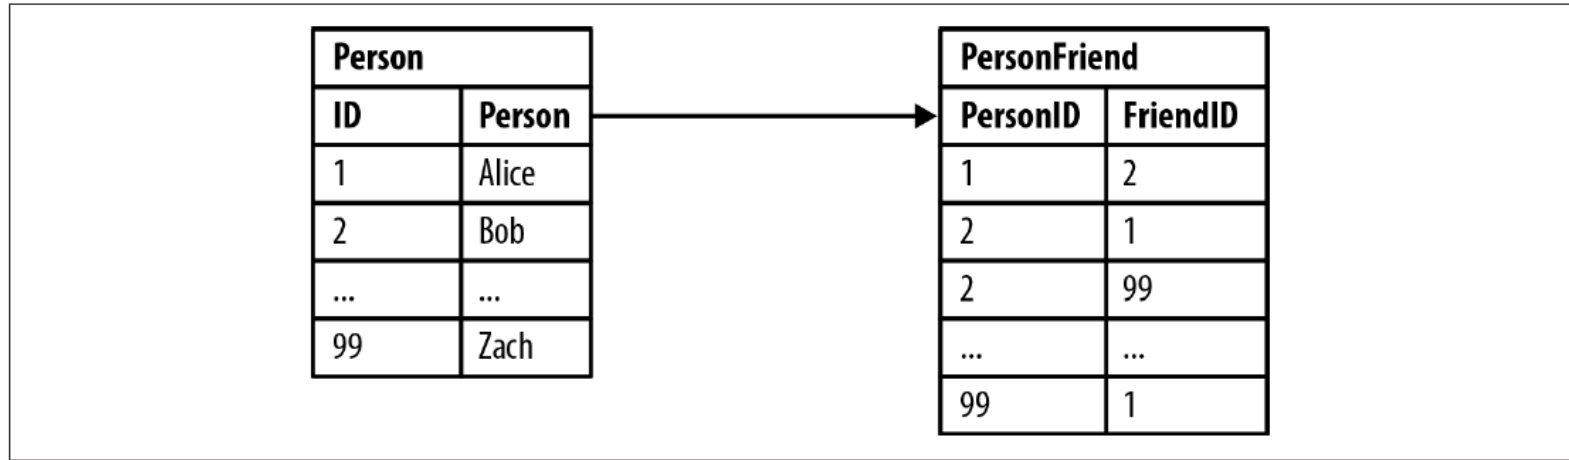 Person
ID Person
1 Alice
2 Bob
... ...
99 Zach
PersonFriend
PersonID FriendID
1 2
2 1
2 99
... ...
99 1